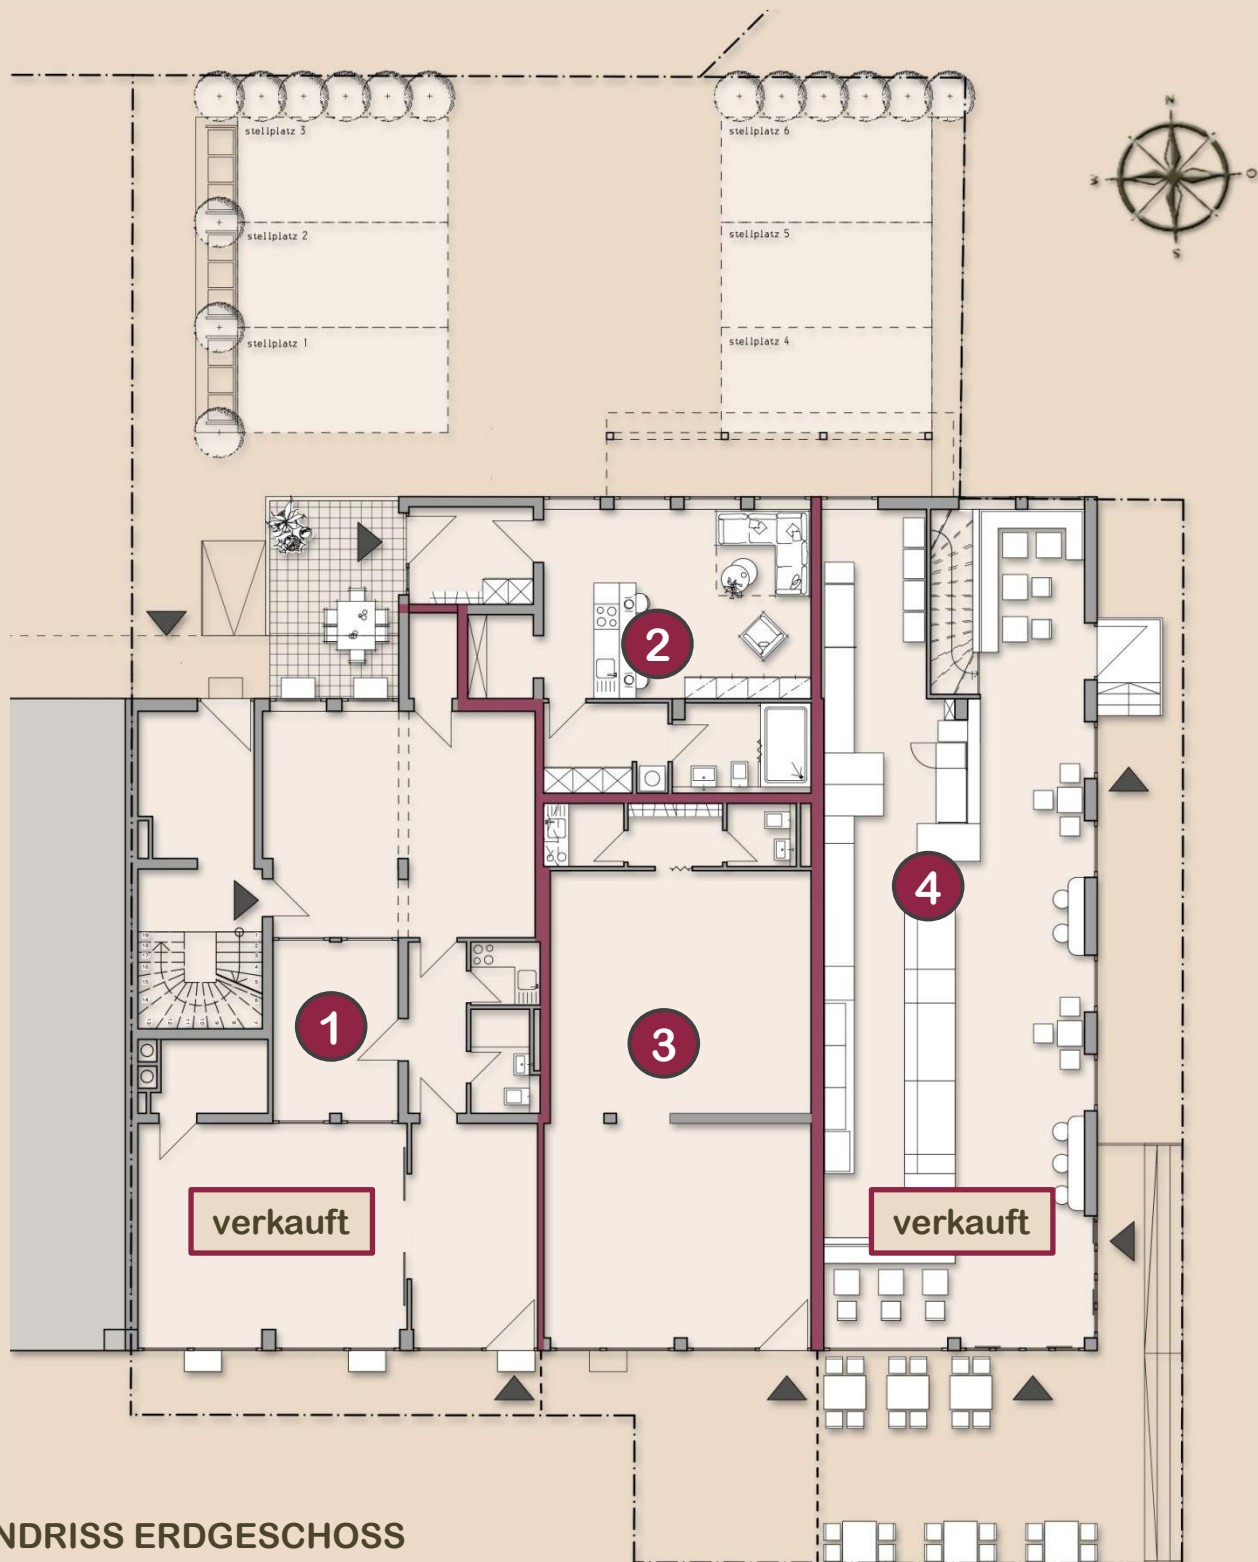 stellplatz 3
stellplatz 6
N
W
O
S
stellplatz 2
stellplatz 5
stellplatz 1
stellplatz 4
2
4
1
3
verkauft
verkauft
NDRISS ERDGESCHOSS